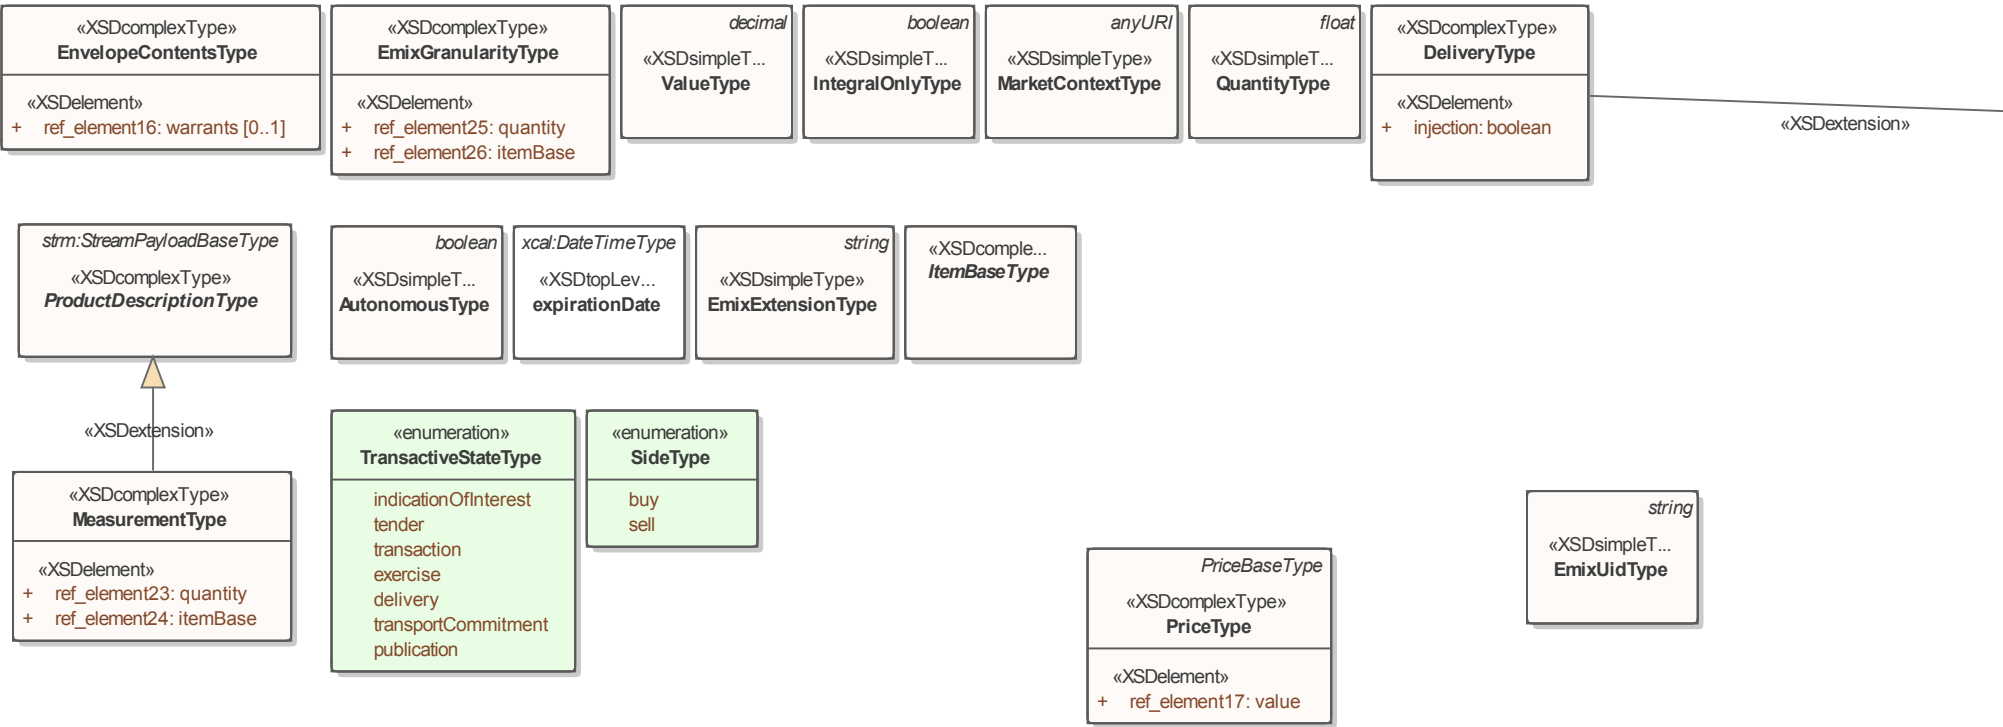 «XSDcomplexType»
EnvelopeContentsType
«XSDelement»
+ ref_element16: warrants [0..1]
«XSDcomplexType»
EmixGranularityType
«XSDelement»
+ ref_element25: quantity
+ ref_element26: itemBase
decimal
«XSDsimpleT...
ValueType
boolean
«XSDsimpleT...
IntegralOnlyType
anyURI
«XSDsimpleType»
MarketContextType
float
«XSDsimpleT...
QuantityType
«XSDcomplexType»
DeliveryType
«XSDelement»
+ injection: boolean
«XSDextension»
strm:StreamPayloadBaseType
«XSDcomplexType»
ProductDescriptionType
boolean
«XSDsimpleT...
AutonomousType
xcal:DateTimeType
«XSDtopLev...
expirationDate
string
«XSDsimpleType»
EmixExtensionType
«XSDcomple...
ItemBaseType
«XSDextension»
«XSDcomplexType»
MeasurementType
«XSDelement»
+ ref_element23: quantity
+ ref_element24: itemBase
«enumeration»
TransactiveStateType
indicationOfInterest
tender
transaction
exercise
delivery
transportCommitment
publication
«enumeration»
SideType
buy
sell
PriceBaseType
«XSDcomplexType»
PriceType
«XSDelement»
+ ref_element17: value
string
«XSDsimpleT...
EmixUidType